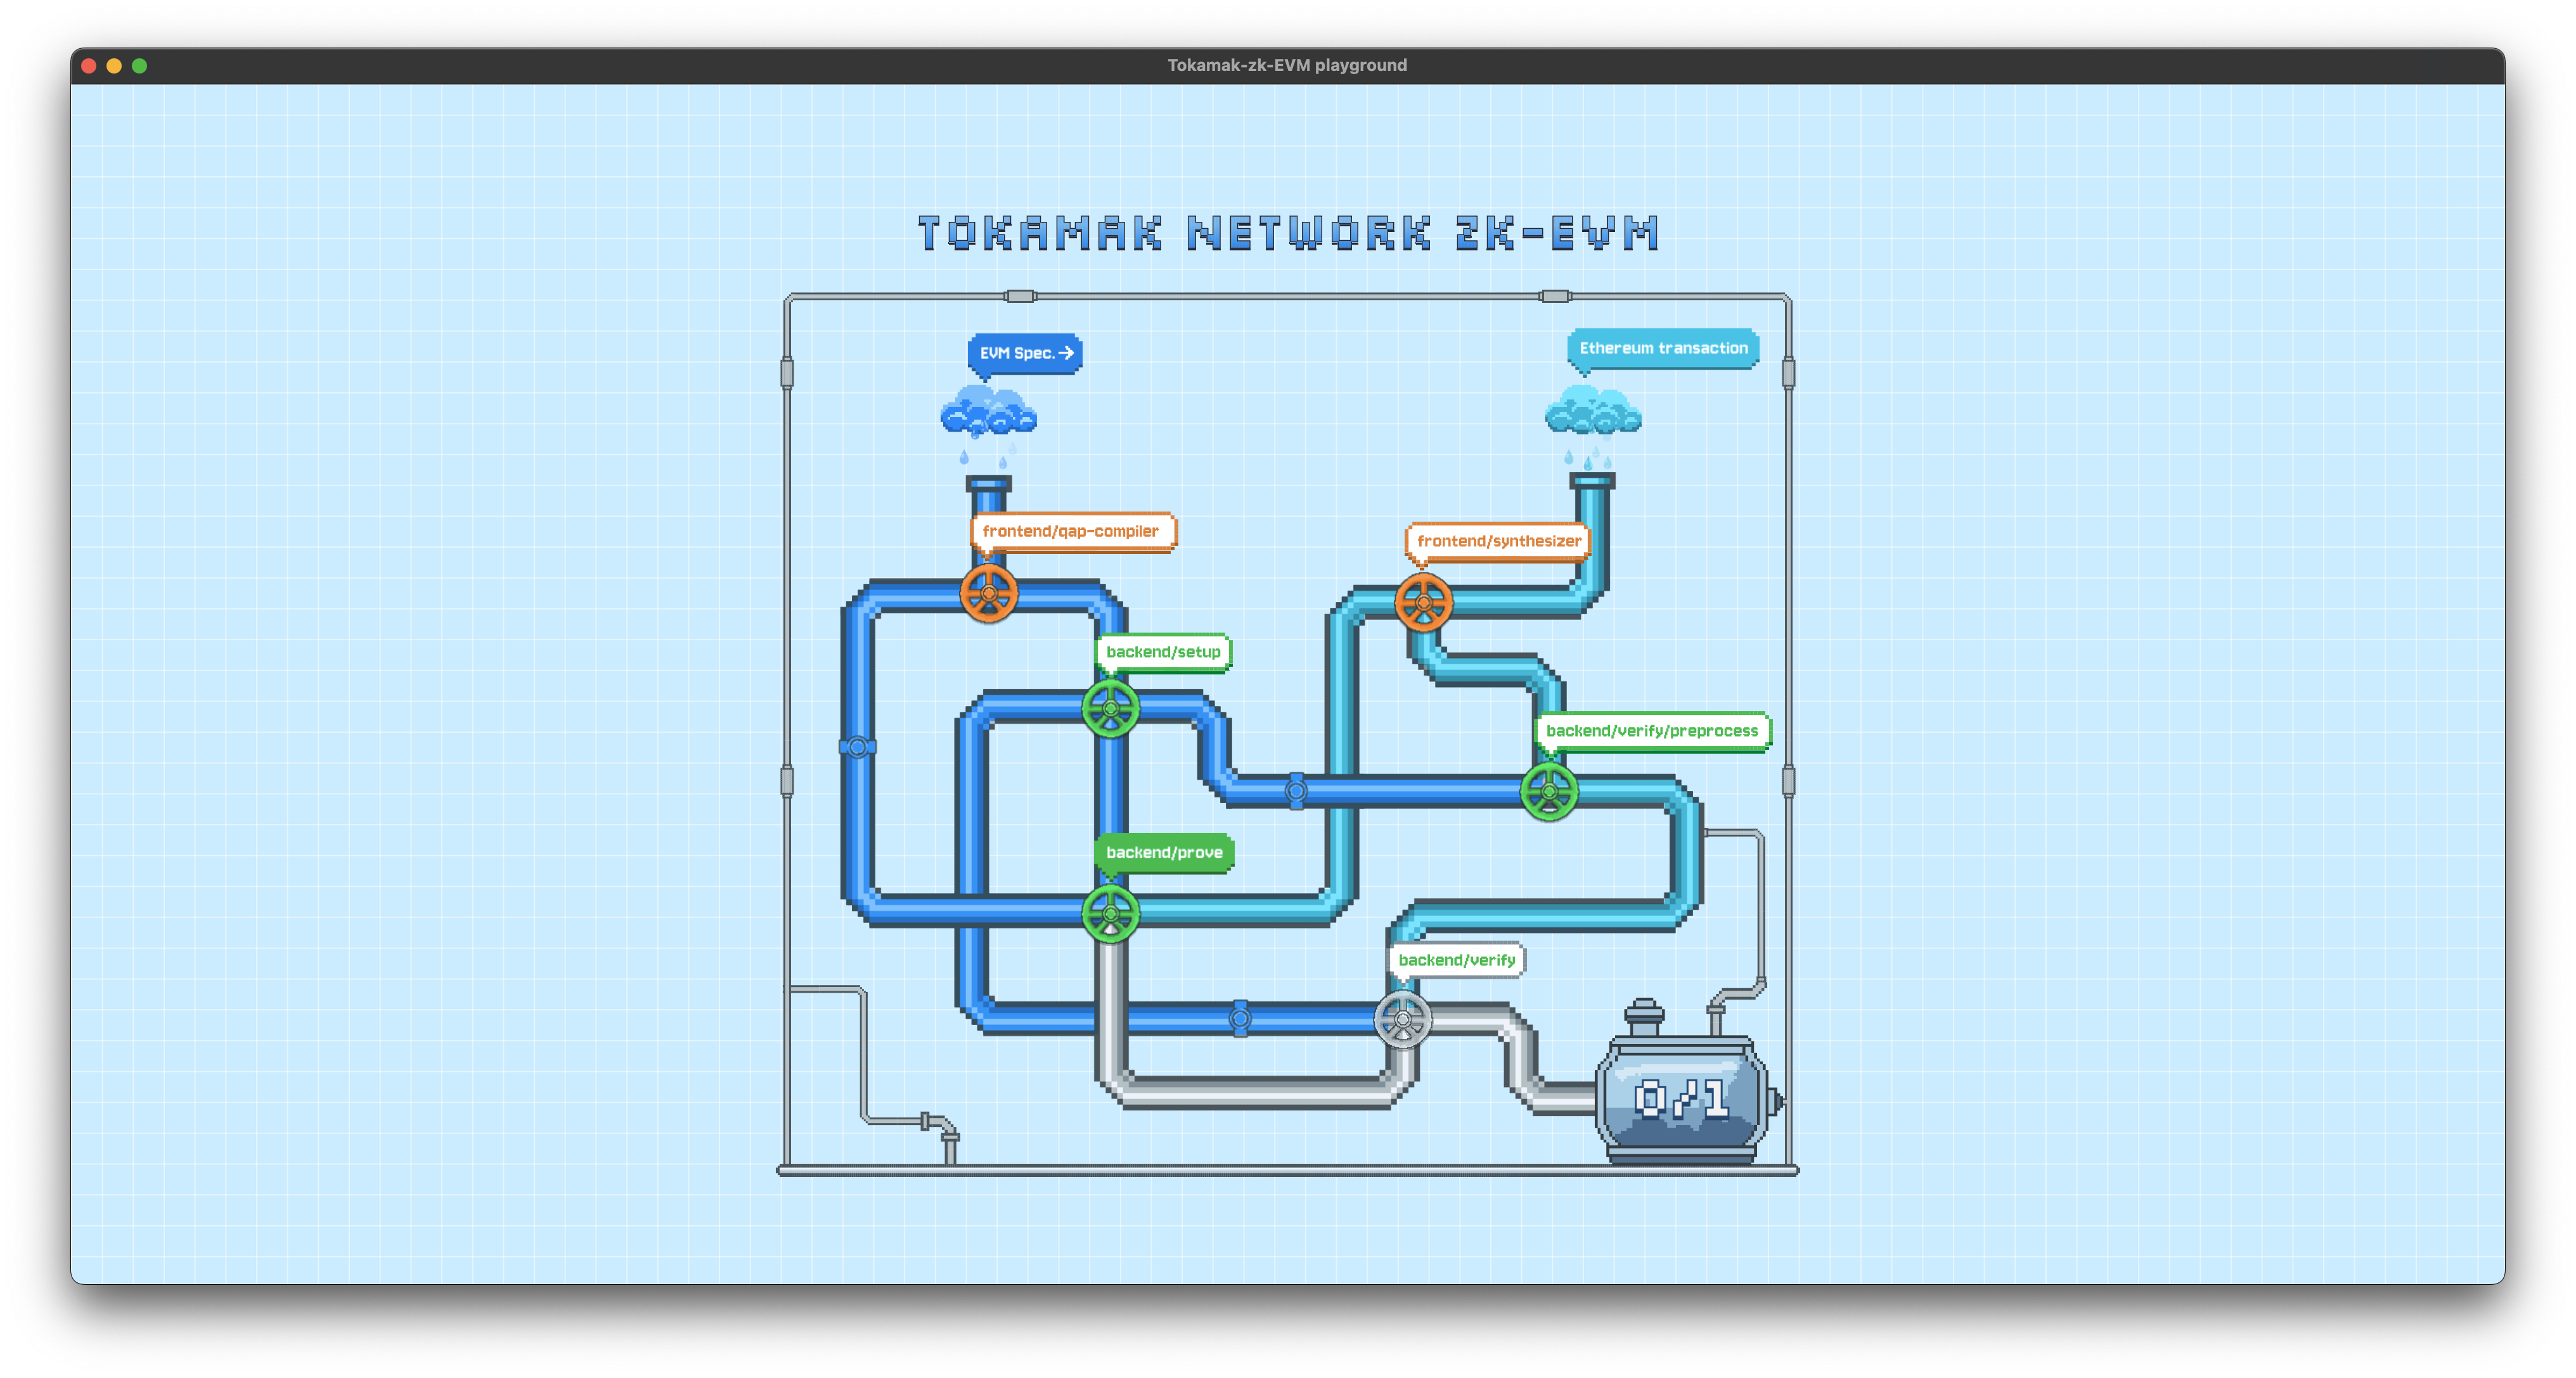 Tokamak-zk-EVM playground
TOKAMAK NETWORK ZK-EVM
EVM Spec. →
Ethereum transaction
frontend/qap-compiler
frontend/synthesizer
backend/setup
backend/verify/preprocess
backend/prove
backend/verify
0/1